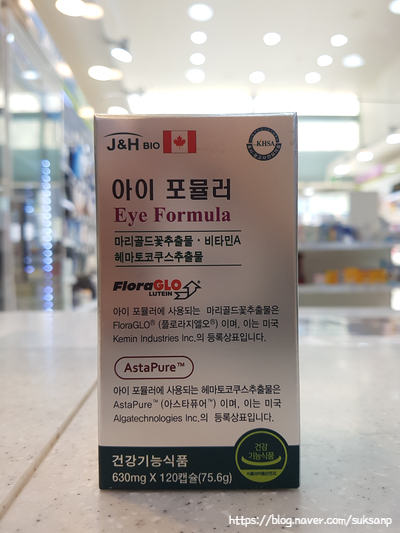 J&H BIO
KHSA
아이 포뮬러
Eye Formula
마리골드꽃추출물 · 비타민A
헤마토코쿠스추출물
FloraGLO
LUTEIN
아이 포뮬러에 사용되는 마리골드꽃추출물은
FloraGLO® (플로라지엘오®) 이며, 이는 미국
Kemin Industries Inc.의 등록상표입니다.
AstaPure™
아이 포뮬러에 사용되는 헤마토코쿠스추출물은
AstaPure™ (아스타퓨어™) 이며, 이는 미국
Algatechnologies Inc.의 등록상표입니다.
건강
기능식품
건강기능식품
630mg X 120캡슐(75.6g)
https://blog.naver.com/suksanp